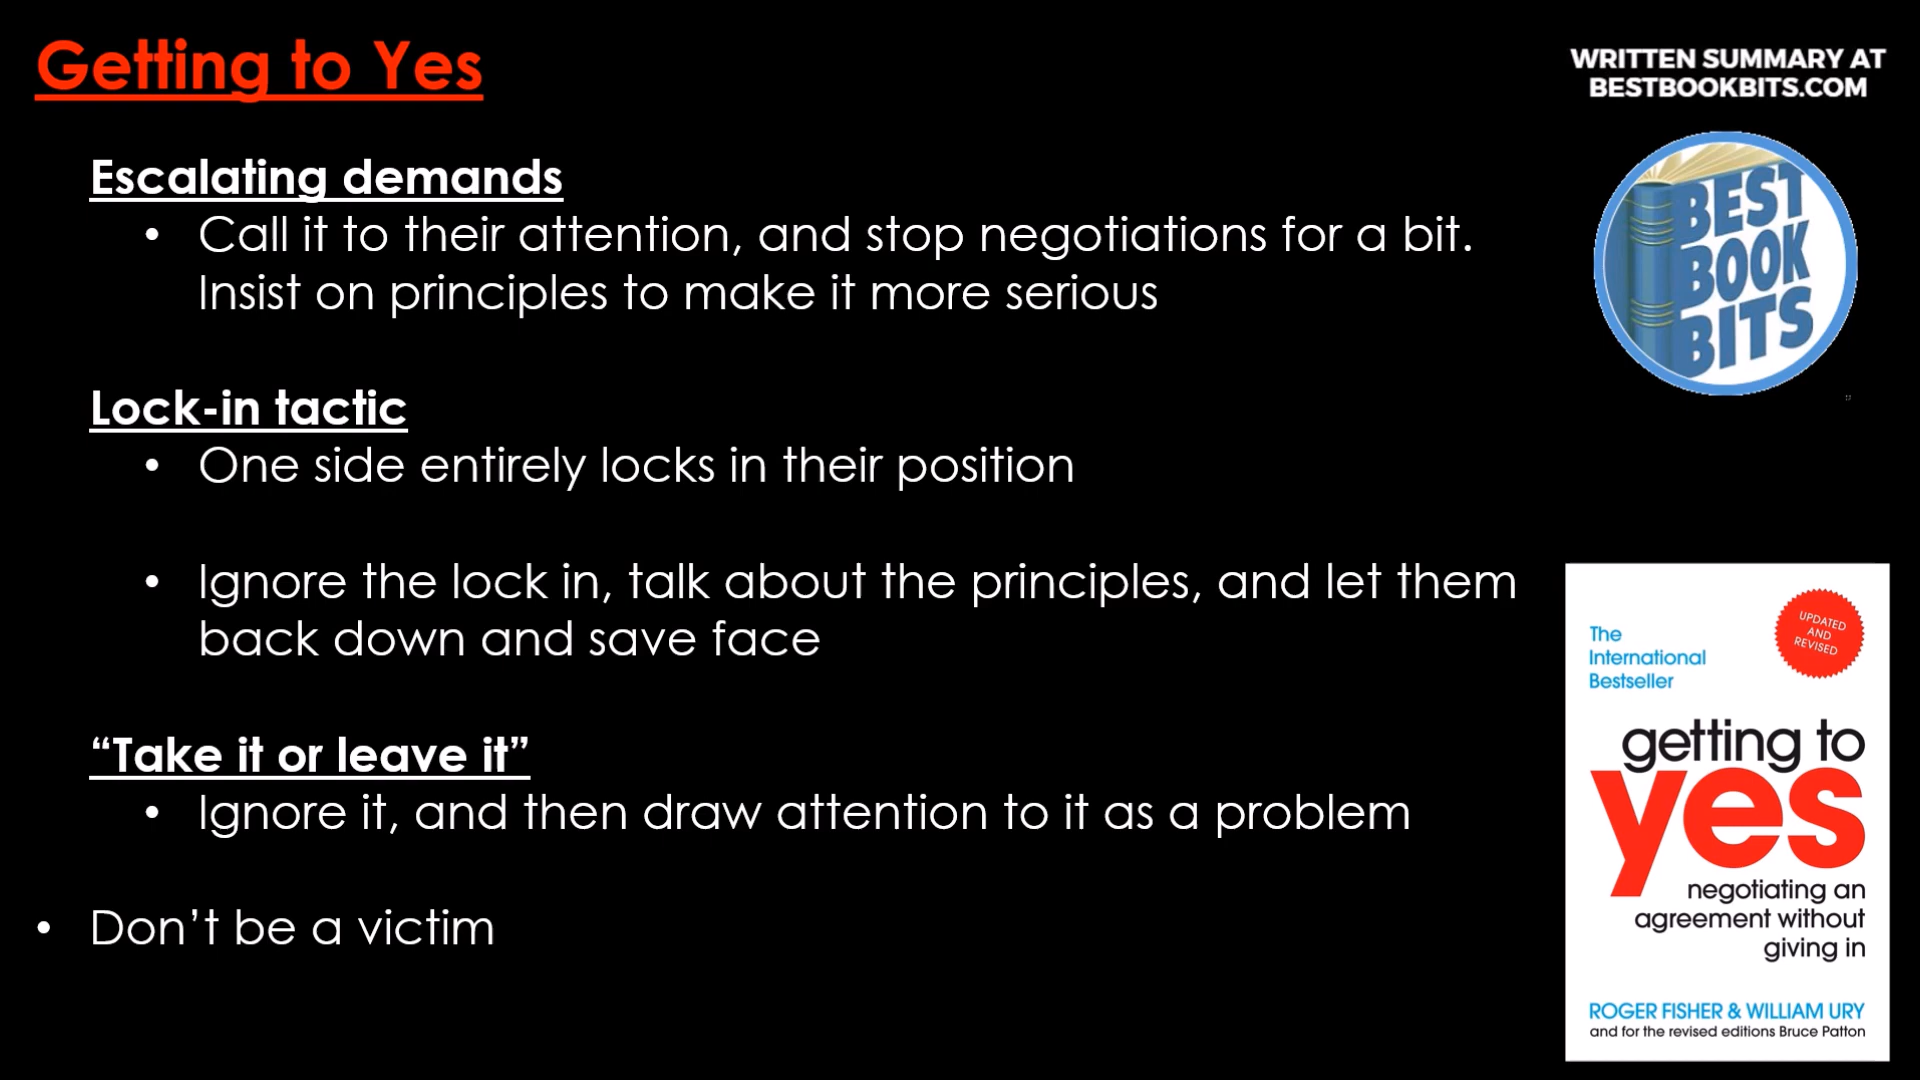 Getting to Yes
WRITTEN SUMMARY AT
BESTBOOKBITS.COM
Escalating demands
• Call it to their attention, and stop negotiations for a bit.
Insist on principles to make it more serious
Lock-in tactic
• One side entirely locks in their position
• Ignore the lock in, talk about the principles, and let them
back down and save face
“Take it or leave it”
• Ignore it, and then draw attention to it as a problem
• Don’t be a victim
BEST
BOOK
BITS
The
International
Bestseller
UPDATED
AND
REVISED
getting to
yes
negotiating an
agreement without
giving in
ROGER FISHER & WILLIAM URY
and for the revised editions Bruce Patton